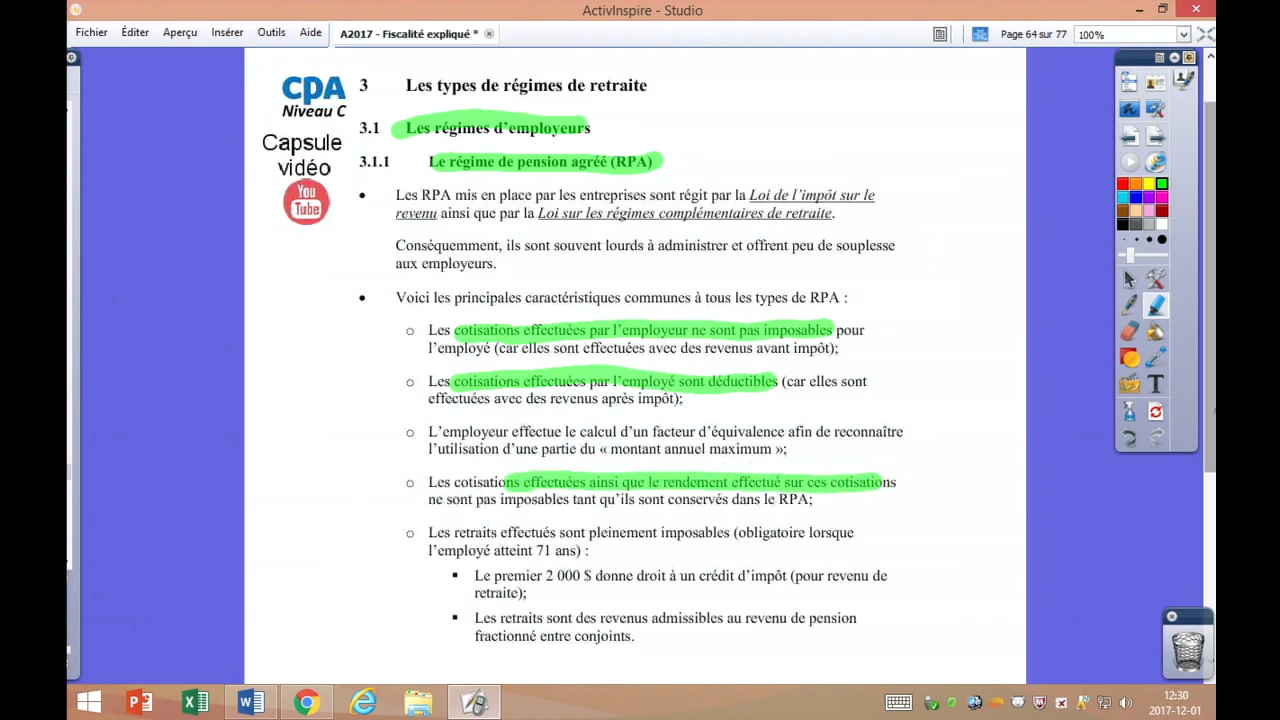 ActivInspire - Studio
Fichier Éditer Aperçu Insérer Outils Aide
A2017 - Fiscalité expliqué *
Page 64 sur 77
100%
CPA
Niveau C
Capsule
vidéo
You
Tube
3 Les types de régimes de retraite
3.1 Les régimes d’employeurs
3.1.1 Le régime de pension agréé (RPA)
• Les RPA mis en place par les entreprises sont régit par la Loi de l’impôt sur le
revenu ainsi que par la Loi sur les régimes complémentaires de retraite.
Conséquemment, ils sont souvent lourds à administrer et offrent peu de souplesse
aux employeurs.
• Voici les principales caractéristiques communes à tous les types de RPA :
o Les cotisations effectuées par l’employeur ne sont pas imposables pour
l’employé (car elles sont effectuées avec des revenus avant impôt);
o Les cotisations effectuées par l’employé sont déductibles (car elles sont
effectuées avec des revenus après impôt);
o L’employeur effectue le calcul d’un facteur d’équivalence afin de reconnaître
l’utilisation d’une partie du « montant annuel maximum »;
o Les cotisations effectuées ainsi que le rendement effectué sur ces cotisations
ne sont pas imposables tant qu’ils sont conservés dans le RPA;
o Les retraits effectués sont pleinement imposables (obligatoire lorsque
l’employé atteint 71 ans) :
▪ Le premier 2 000 $ donne droit à un crédit d’impôt (pour revenu de
retraite);
▪ Les retraits sont des revenus admissibles au revenu de pension
fractionné entre conjoints.
12:30
2017-12-01